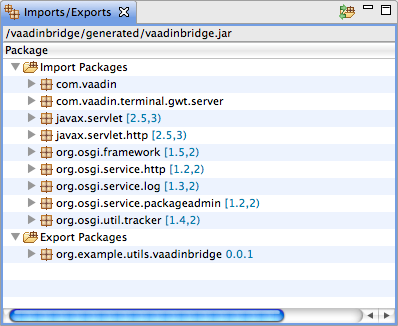 Imports/Exports
/vaadinbridge/generated/vaadinbridge.jar
Package
Import Packages
com.vaadin
com.vaadin.terminal.gwt.server
javax.servlet [2.5,3)
javax.servlet.http [2.5,3)
org.osgi.framework [1.5,2)
org.osgi.service.http [1.2,2)
org.osgi.service.log [1.3,2)
org.osgi.service.packageadmin [1.2,2)
org.osgi.util.tracker [1.4,2)
Export Packages
org.example.utils.vaadinbridge 0.0.1